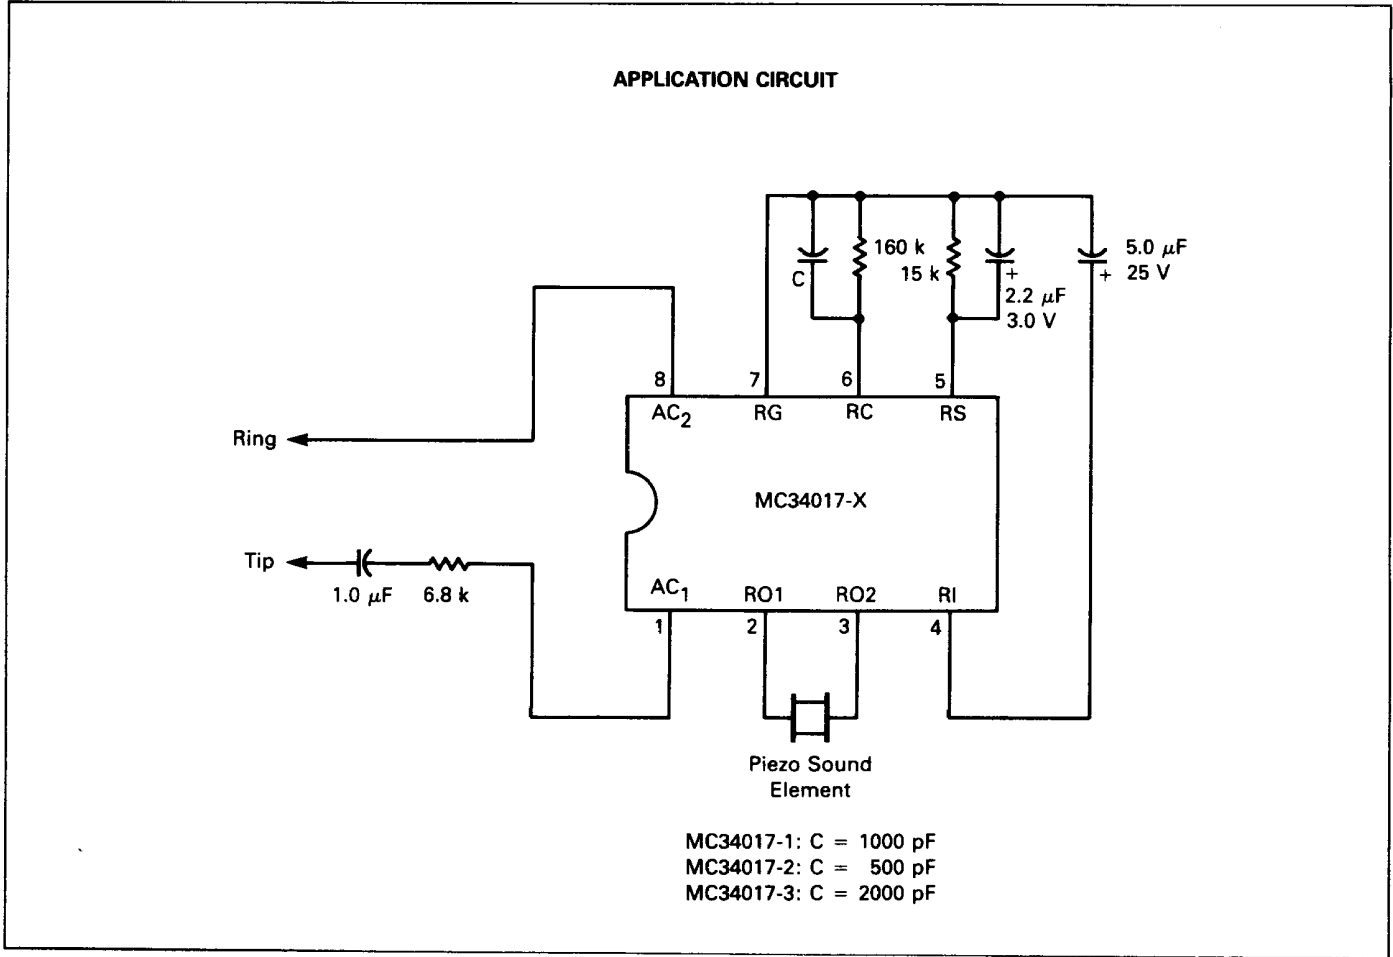 APPLICATION CIRCUIT
160 k
15 k
C
+
2.2 μF
3.0 V
+
5.0 μF
25 V
8
7
6
5
AC2
RG
RC
RS
Ring
MC34017-X
Tip
1.0 μF
6.8 k
AC1
RO1
RO2
RI
1
2
3
4
Piezo Sound
Element
MC34017-1: C = 1000 pF
MC34017-2: C = 500 pF
MC34017-3: C = 2000 pF